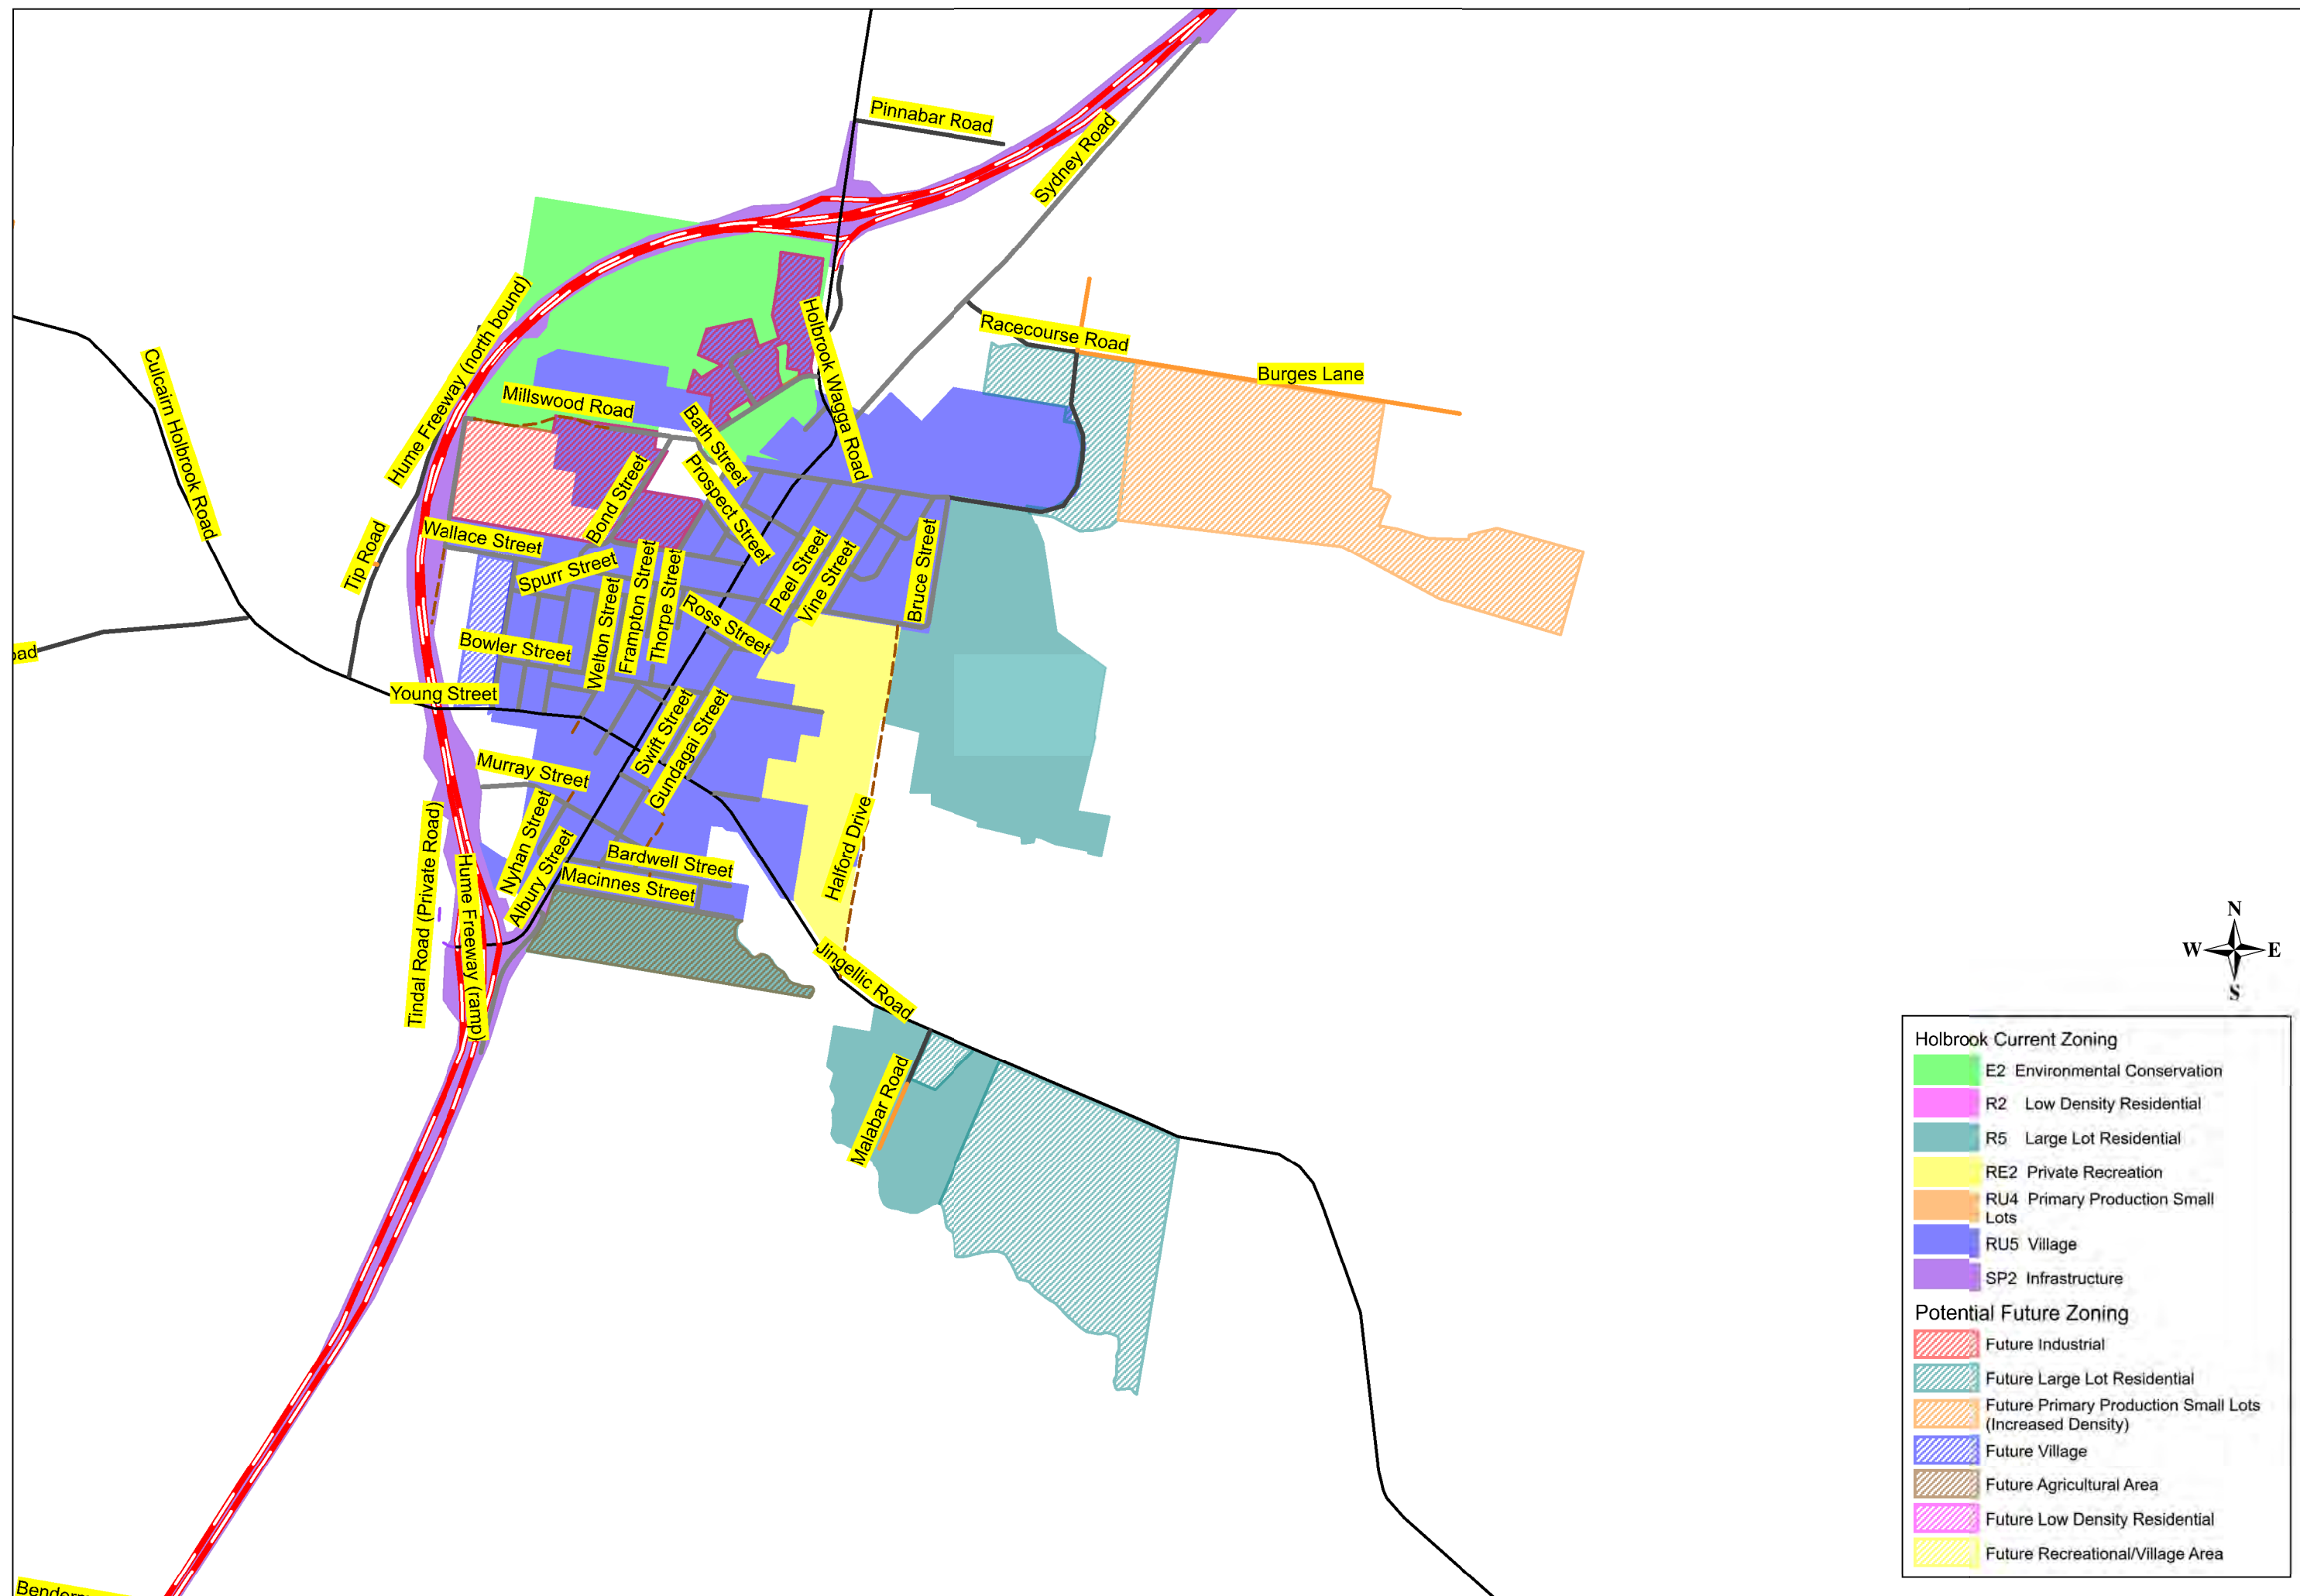 Pinnabar Road
Sydney Road
Hume Freeway (north bound)
Holbrook Wagga Road
Racecourse Road
Burges Lane
Culcairn Holbrook Road
Millswood Road
Bath Street
Prospect Street
Bond Street
Tip Road
Wallace Street
Spurr Street
Welton Street
Frampton Street
Thorpe Street
Ross Street
Peel Street
Vine Street
Bruce Street
oad
Bowler Street
Young Street
Swift Street
Gundagai Street
Murray Street
Nyhan Street
Albury Street
Bardwell Street
Macinnes Street
Halford Drive
Tindal Road (Private Road)
Hume Freeway (ramp)
Jingellic Road
Malabar Road
N
W E
S
Holbrook Current Zoning
E2 Environmental Conservation
R2 Low Density Residential
R5 Large Lot Residential
RE2 Private Recreation
RU4 Primary Production Small
Lots
RU5 Village
SP2 Infrastructure
Potential Future Zoning
Future Industrial
Future Large Lot Residential
Future Primary Production Small Lots
(Increased Density)
Future Village
Future Agricultural Area
Future Low Density Residential
Future Recreational/Village Area